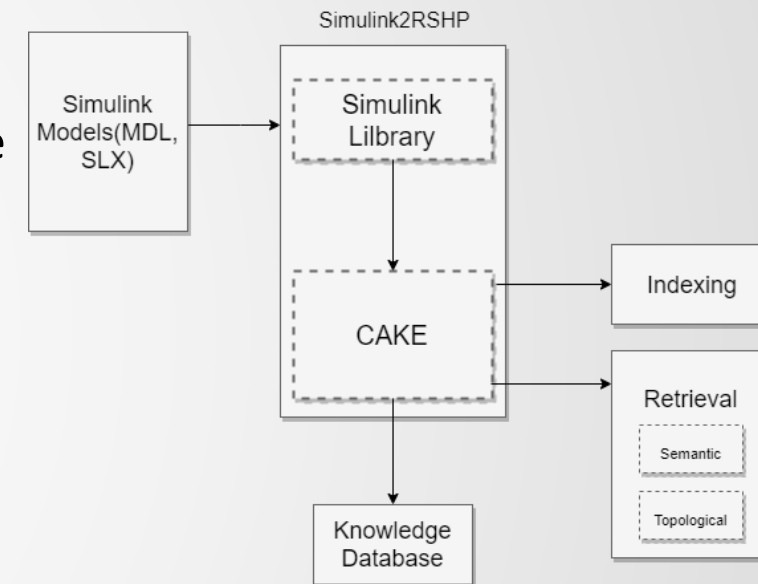 Simulink2RSHP
e
Simulink
Models(MDL,
SLX)
Simulink
Lilbrary
CAKE
Indexing
Retrieval
Semantic
Topological
Knowledge
Database